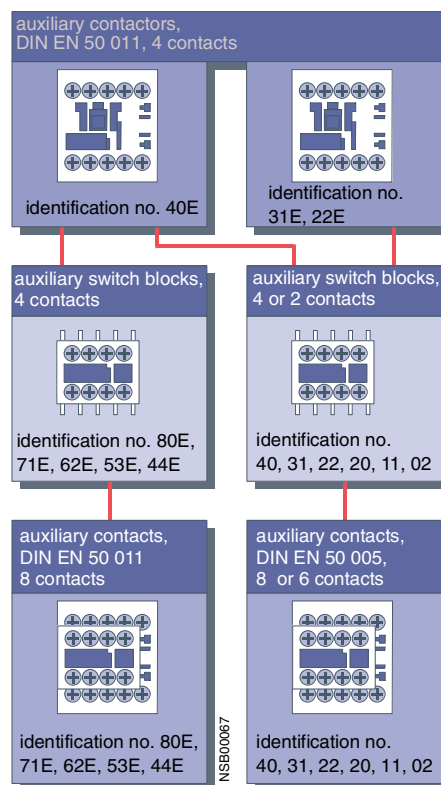 auxiliary contactors,
DIN EN 50 011, 4 contacts
identification no. 40E
identification no.
31E, 22E
auxiliary switch blocks,
4 contacts
identification no. 80E,
71E, 62E, 53E, 44E
auxiliary switch blocks,
4 or 2 contacts
identification no.
40, 31, 22, 20, 11, 02
auxiliary contacts,
DIN EN 50 011
8 contacts
identification no. 80E,
71E, 62E, 53E, 44E
NSB00067
auxiliary contacts,
DIN EN 50 005,
8 or 6 contacts
identification no.
40, 31, 22, 20, 11, 02